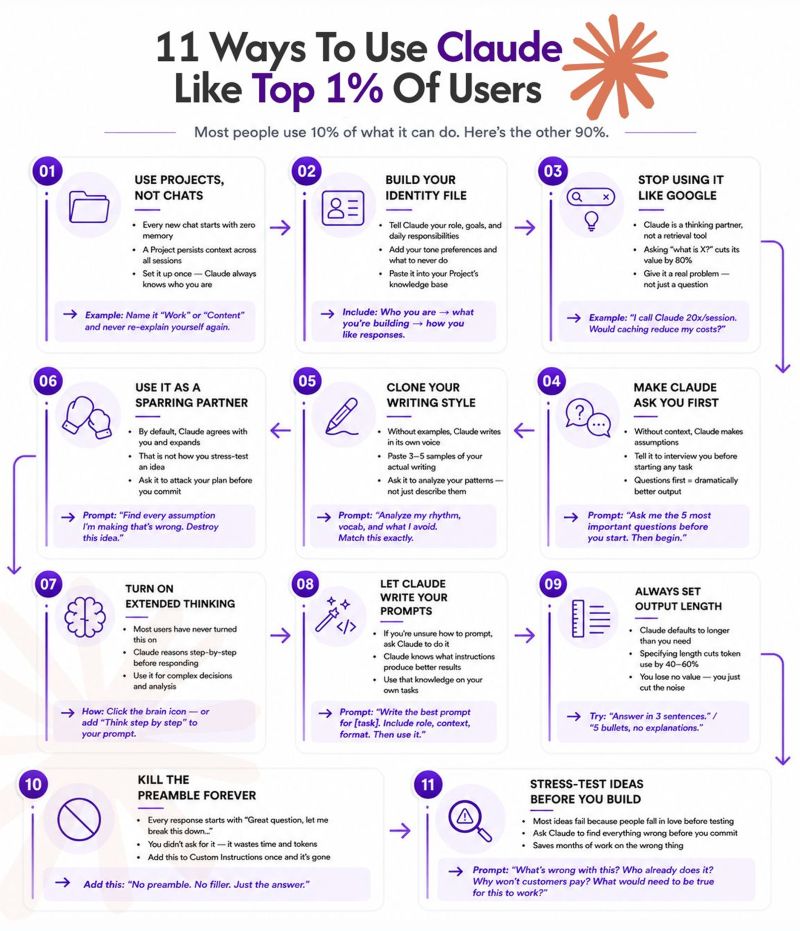 11 Ways To Use Claude
Like Top 1% Of Users
Most people use 10% of what it can do. Here's the other 90%.
01
USE PROJECTS,
NOT CHATS
• Every new chat starts with zero
memory
• A Project persists context across
all sessions
• Set it up once — Claude always
knows who you are
→ Example: Name it "Work" or "Content"
and never re-explain yourself again.
02
BUILD YOUR
IDENTITY FILE
• Tell Claude your role, goals, and
daily responsibilities
• Add your tone preferences and
what to never do
• Paste it into your Project's
knowledge base
→ Include: Who you are → what
you're building → how you
like responses.
03
STOP USING IT
LIKE GOOGLE
• Claude is a thinking partner,
not a retrieval tool
• Asking "what is X?" cuts its
value by 80%
• Give it a real problem —
not just a question
→ Example: "I call Claude 20x/session.
Would caching reduce my costs?"
04
MAKE CLAUDE
ASK YOU FIRST
• Without context, Claude makes
assumptions
• Tell it to interview you before
starting any task
• Questions first = dramatically
better output
→ Prompt: "Ask me the 5 most
important questions before
you start. Then begin."
05
CLONE YOUR
WRITING STYLE
• Without examples, Claude writes
in its own voice
• Paste 3–5 samples of your
actual writing
• Ask it to analyze your patterns —
not just describe them
→ Prompt: "Analyze my rhythm,
vocab, and what I avoid.
Match this exactly.
06
USE IT AS A
SPARRING PARTNER
• By default, Claude agrees with
you and expands
• That is not how you stress-test
an idea
• Ask it to attack your plan before
you commit
→ Prompt: "Find every assumption
I'm making that's wrong. Destroy
this idea."
07
TURN ON
EXTENDED THINKING
• Most users have never turned
this on
• Claude reasons step-by-step
before responding
• Use it for complex decisions
and analysis
→ How: Click the brain icon — or
add "Think step by step" to
your prompt.
08
LET CLAUDE
WRITE YOUR
PROMPTS
• If you're unsure how to prompt,
ask Claude to do it
• Claude knows what instructions
produce better results
• Use that knowledge on your
own tasks
→ Prompt: "Write the best prompt
for [task]. Include role, context,
format. Then use it."
09
ALWAYS SET
OUTPUT LENGTH
• Claude defaults to longer
than you need
• Specifying length cuts token
use by 40–60%
• You lose no value — you just
cut the noise
→ Try: "Answer in 3 sentences." /
"5 bullets, no explanations."
10
KILL THE
PREAMBLE FOREVER
• Every response starts with "Great question, let me
break this down..."
• You didn't ask for it — it wastes time and tokens
• Add this to Custom Instructions once and it's gone
→ Add this: "No preamble. No filler. Just the answer."
11
STRESS-TEST IDEAS
BEFORE YOU BUILD
• Most ideas fail because people fall in love before testing
• Ask Claude to find everything wrong before you commit
• Saves months of work on the wrong thing
→ Prompt: "What's wrong with this? Who already does it?
Why won't customers pay? What would need to be true
for this to work?"